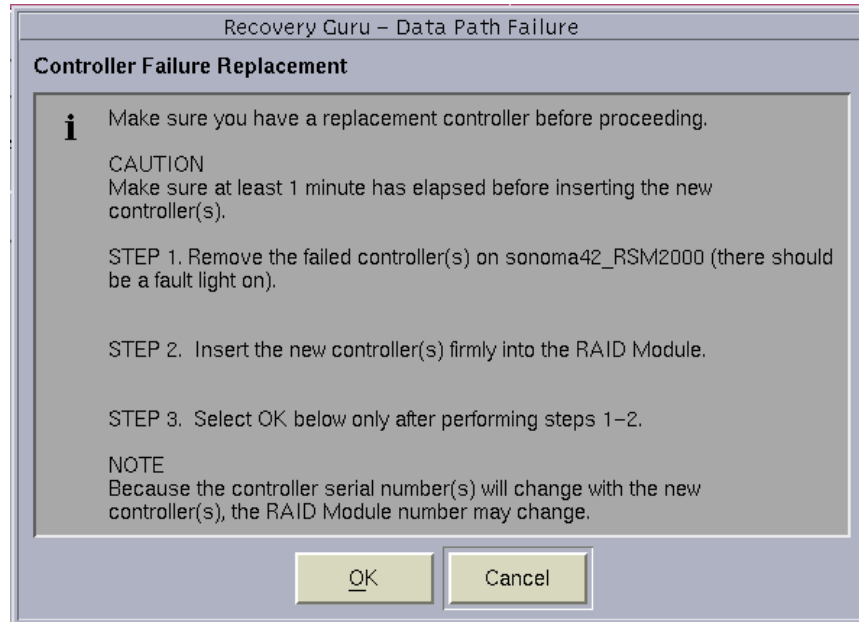 Recovery Guru – Data Path Failure
Controller Failure Replacement
i
Make sure you have a replacement controller before proceeding.
CAUTION
Make sure at least 1 minute has elapsed before inserting the new
controller(s).
STEP 1. Remove the failed controller(s) on sonoma42_RSM2000 (there should
be a fault light on).
STEP 2.  Insert the new controller(s) firmly into the RAID Module.
STEP 3.  Select OK below only after performing steps 1–2.
NOTE
Because the controller serial number(s) will change with the new
controller(s), the RAID Module number may change.
OK
Cancel